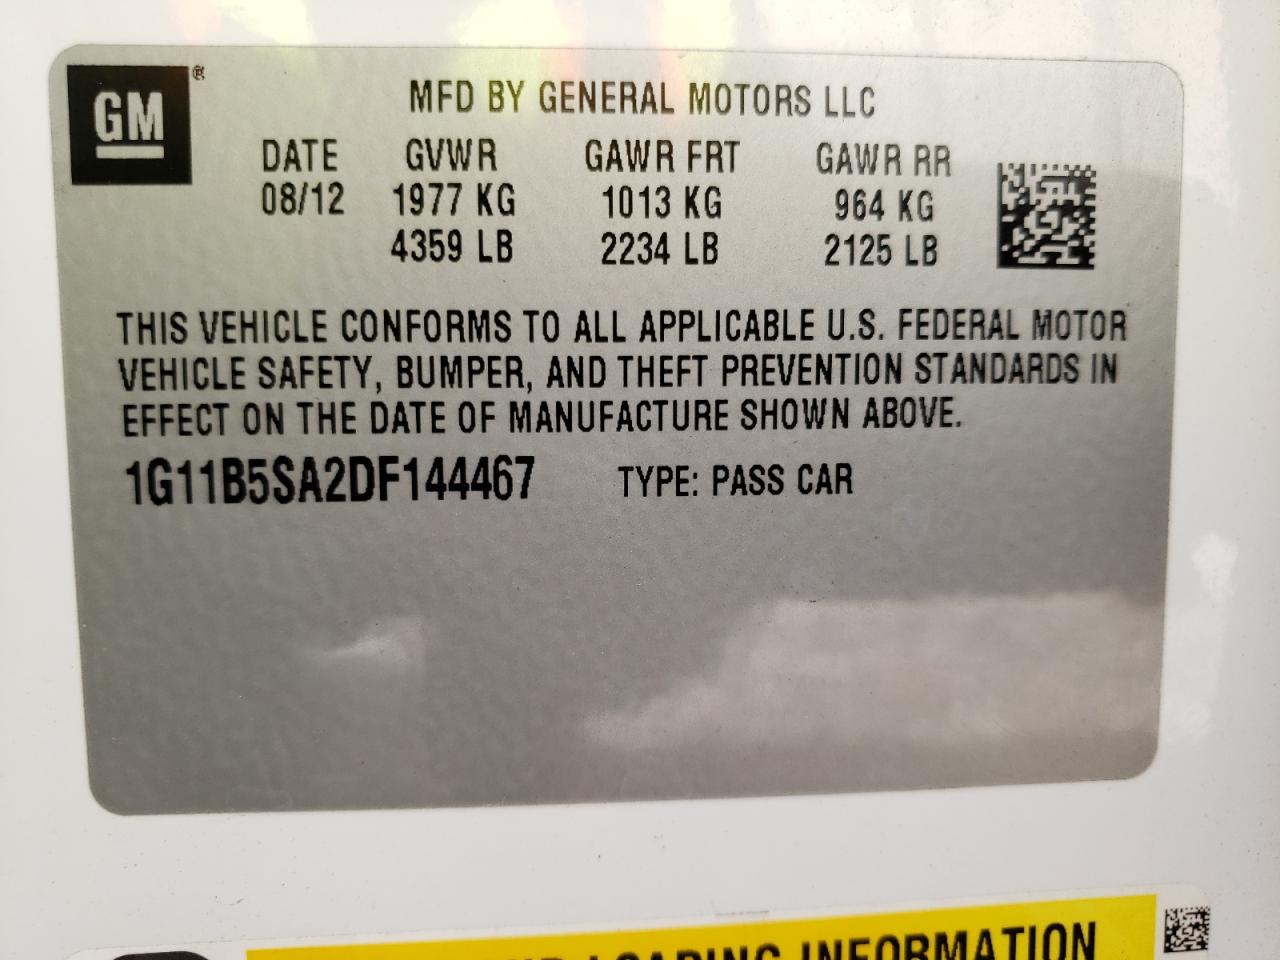 GM ®
MFD BY GENERAL MOTORS LLC
DATE GVWR GAWR FRT GAWR RR
08/12 1977 KG 1013 KG 964 KG
4359 LB 2234 LB 2125 LB
THIS VEHICLE CONFORMS TO ALL APPLICABLE U.S. FEDERAL MOTOR
VEHICLE SAFETY, BUMPER, AND THEFT PREVENTION STANDARDS IN
EFFECT ON THE DATE OF MANUFACTURE SHOWN ABOVE.
1G11B5SA2DF144467 TYPE: PASS CAR
LOADING INFORMATION